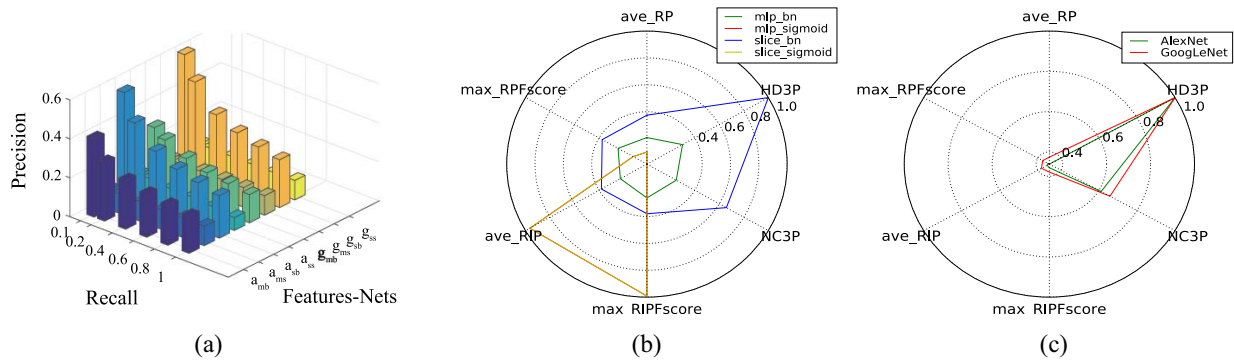 Precision
0.6
0.4
0.2
0
0.1
0.2
0.4
0.6
0.8
1
Recall
a_mb
a_ms
a_sb
a_ss
g_mb
g_ms
g_sb
g_ss
Features-Nets
(a)
ave_RP
mlp_bn
mlp_sigmoid
slice_bn
slice_sigmoid
max_RPFscore
HD3P
1.0
0.8
0.6
0.4
ave_RIP
NC3P
max_RIPFscore
(b)
ave_RP
AlexNet
GoogLeNet
max_RPFscore
HD3P
1.0
0.8
0.6
0.4
ave_RIP
NC3P
max_RIPFscore
(c)